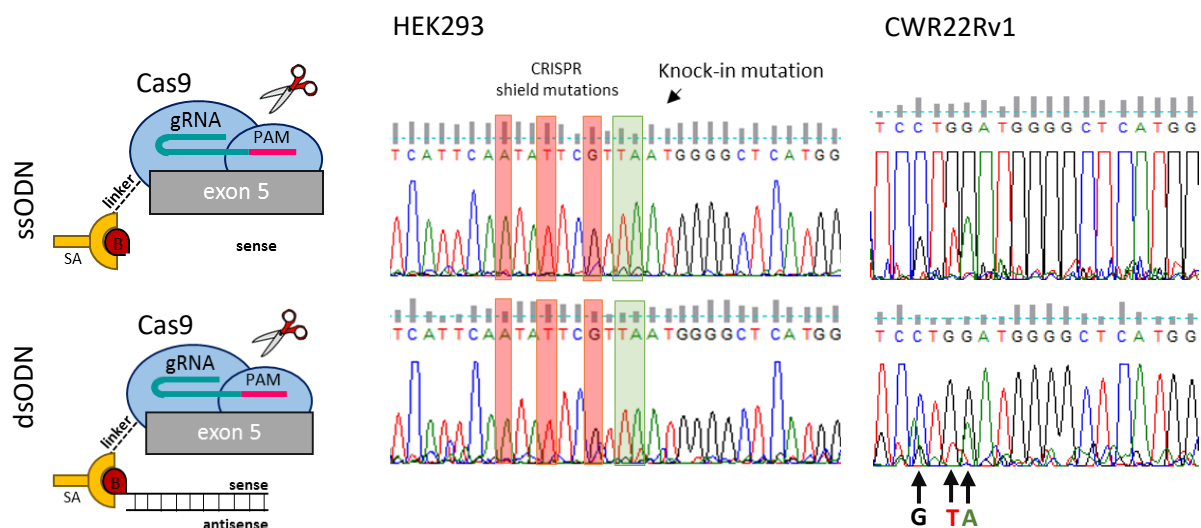 HEK293
CWR22Rv1
Cas9
gRNA
PAM
linker
exon 5
B
SA
sense
ssODN
CRISPR
shield mutations
Knock-in mutation
TCATTCAATATTCGTTAATGGGGCTCATGG
TCCTGGATGGGGCTCATGG
Cas9
gRNA
PAM
linker
exon 5
B
SA
sense
antisense
dsODN
TCATTCAATATTCGTTAATGGGGCTCATGG
TCCTGGATGGGGCTCATGG
G TA